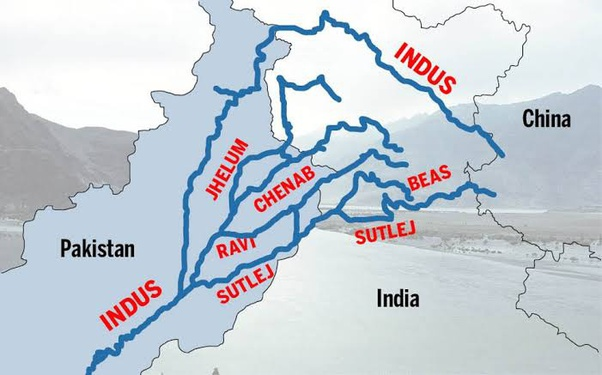 INDUS
China
JHELUM
CHENAB
BEAS
RAVI
SUTLEJ
Pakistan
SUTLEJ
INDUS
India